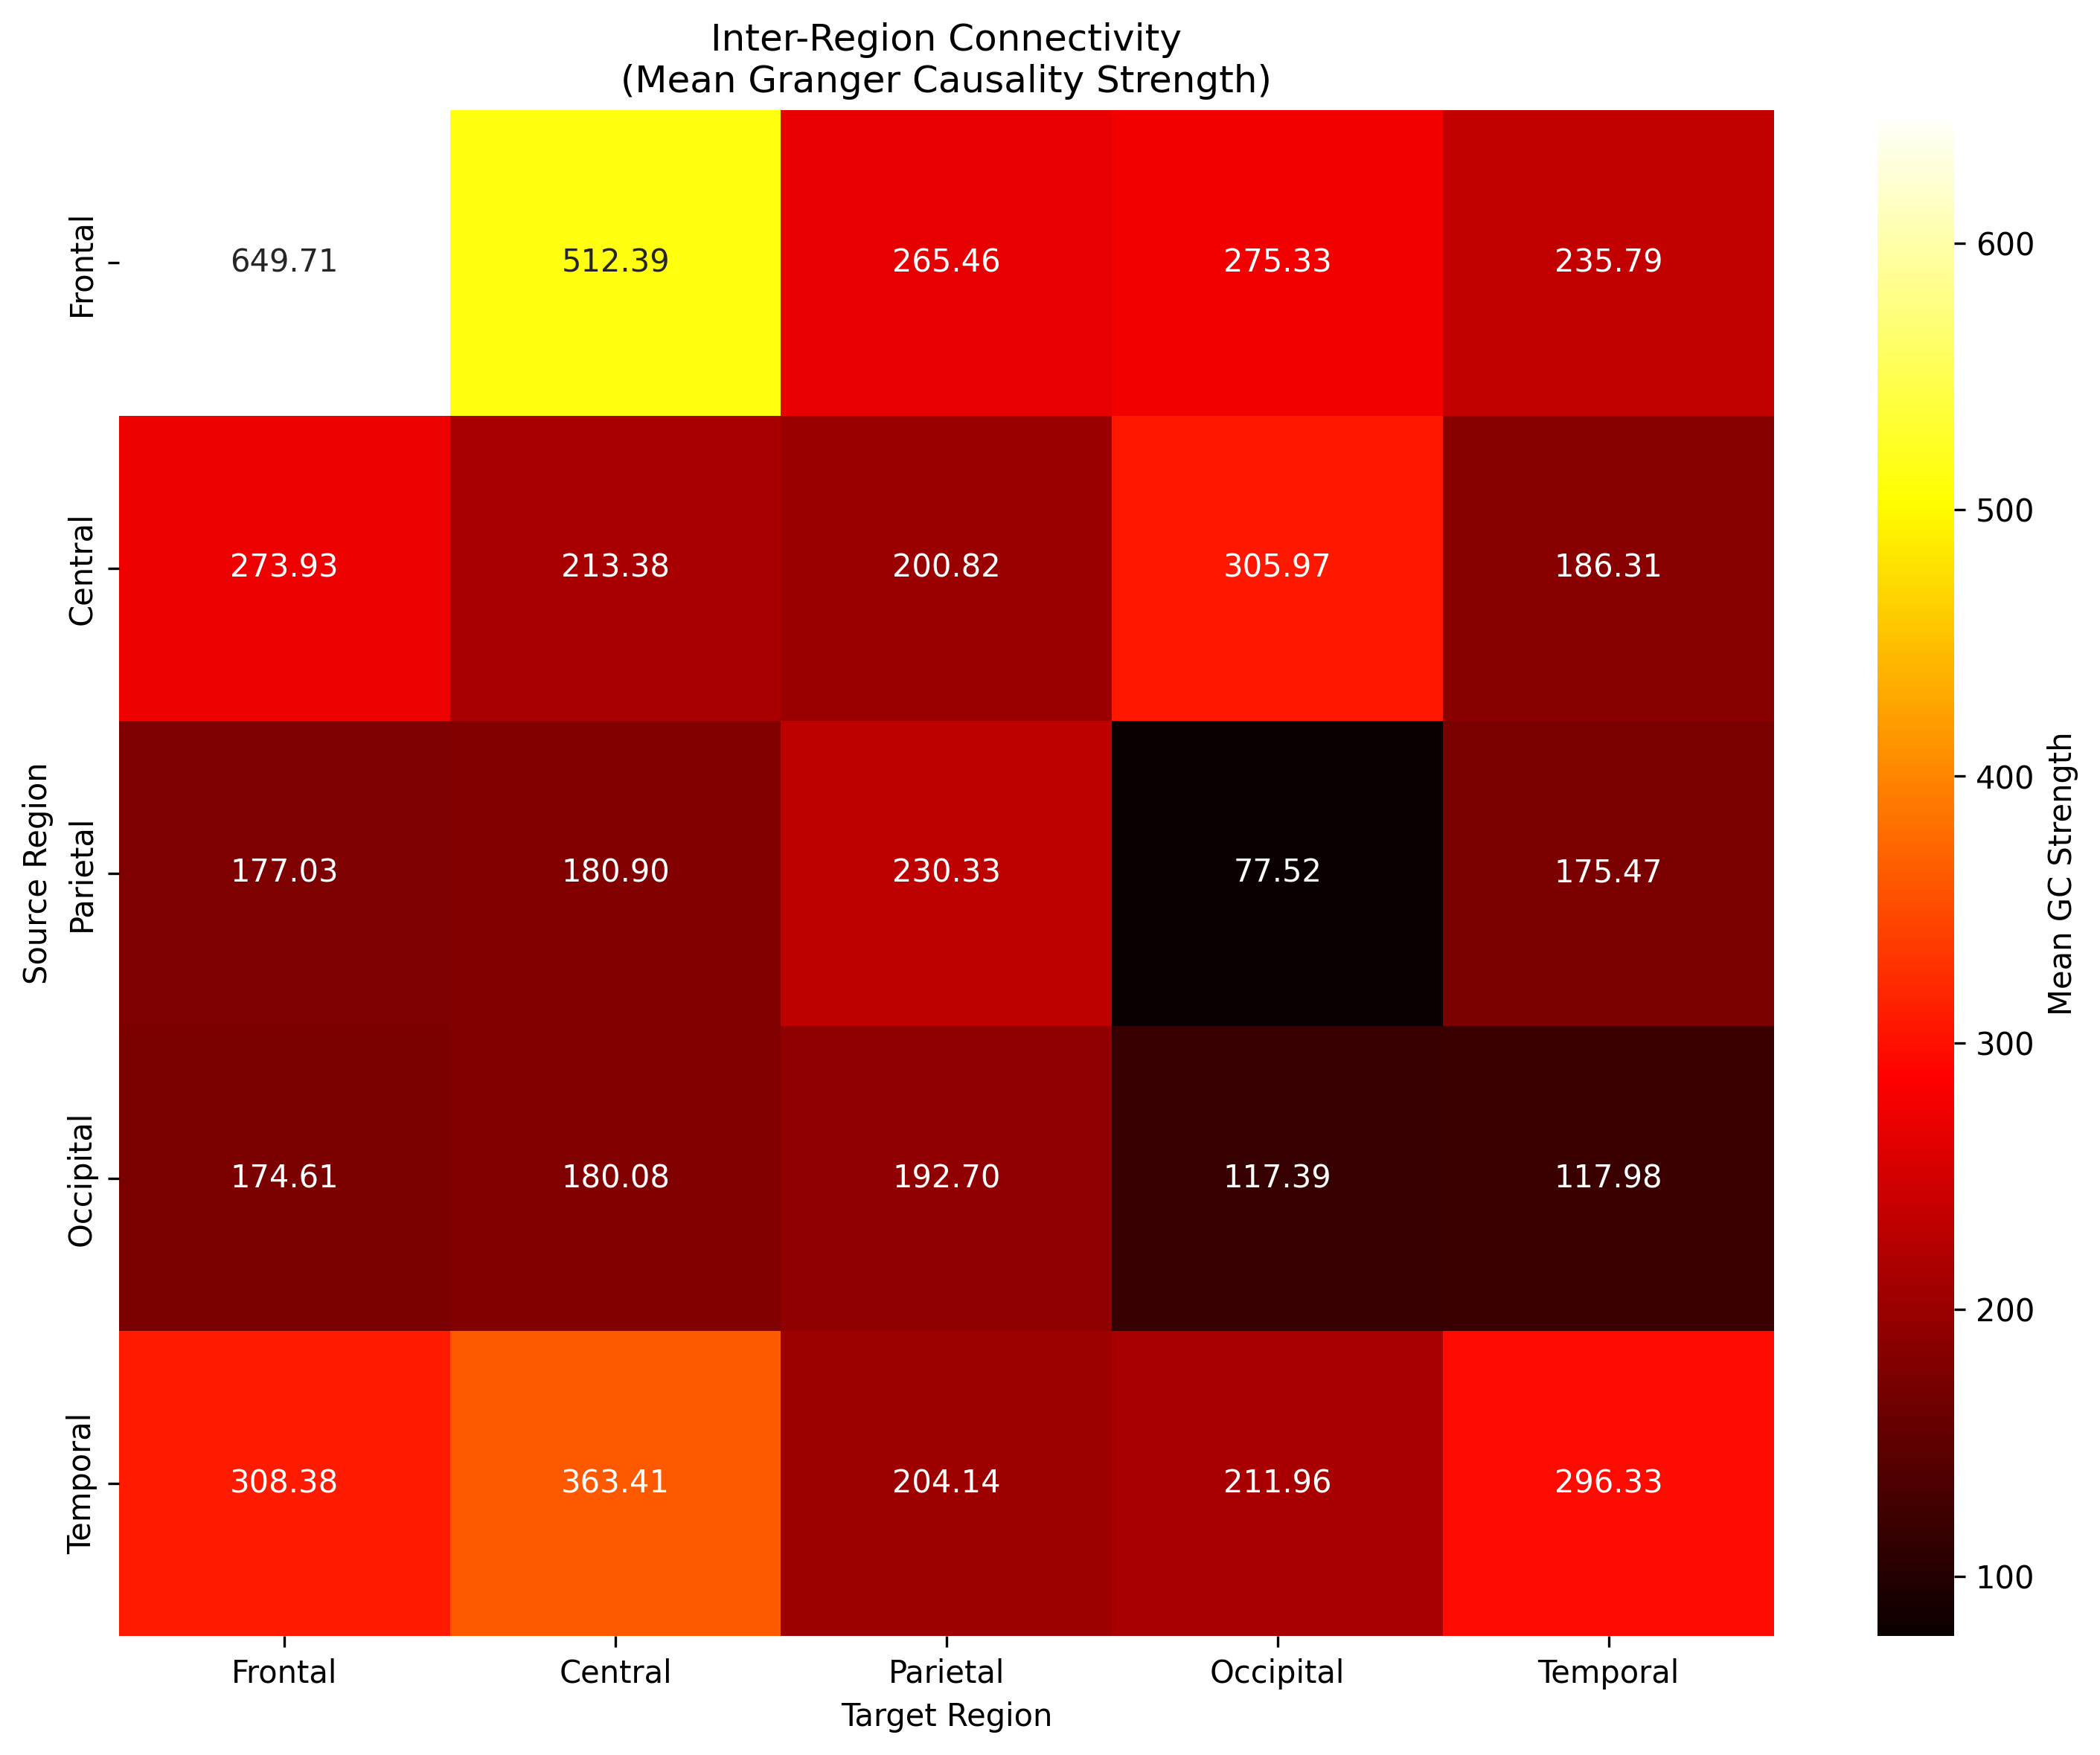 Inter-Region Connectivity
(Mean Granger Causality Strength)
Source Region
Frontal
649.71 512.39 265.46 275.33 235.79
Central
273.93 213.38 200.82 305.97 186.31
Parietal
177.03 180.90 230.33 77.52 175.47
Occipital
174.61 180.08 192.70 117.39 117.98
Temporal
308.38 363.41 204.14 211.96 296.33
Frontal Central Parietal Occipital Temporal
Target Region
600
500
400
300
200
100
Mean GC Strength